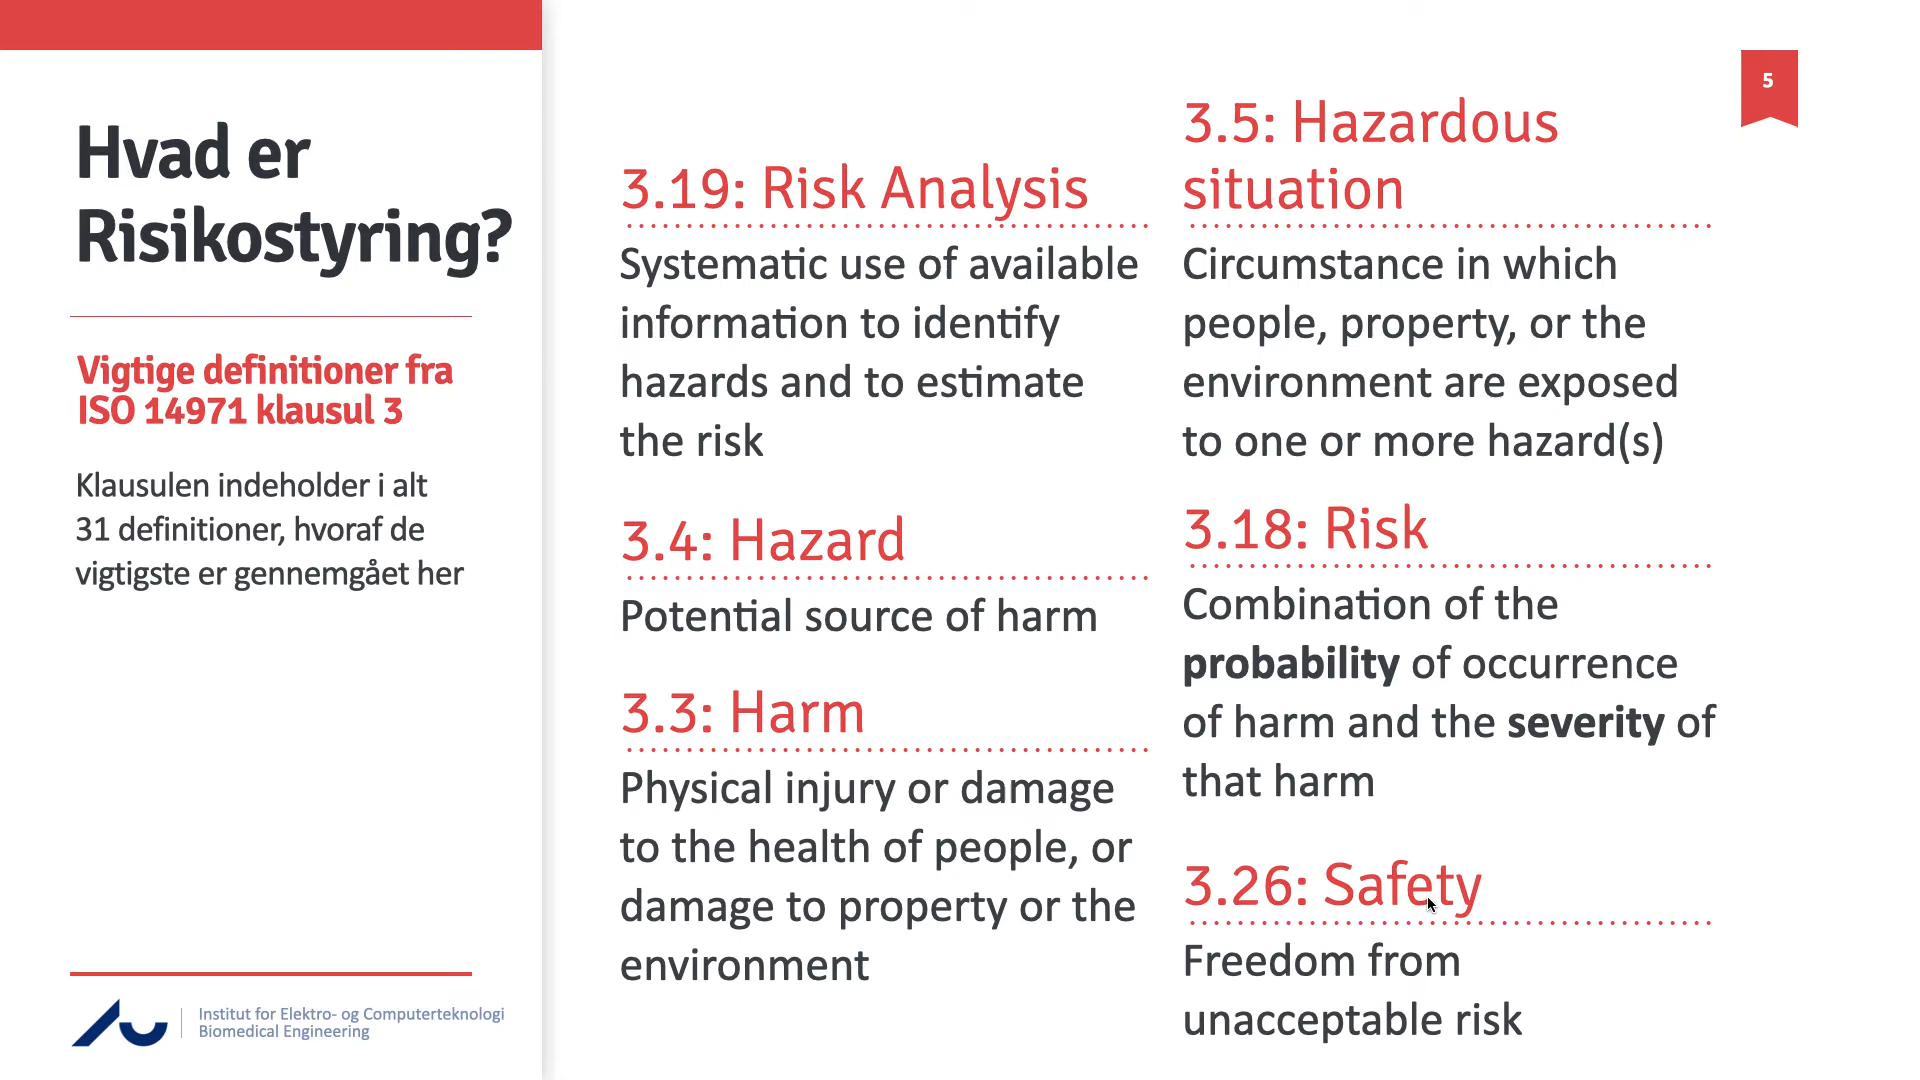 Hvad er
Risikostyring?
Vigtige definitioner fra
ISO 14971 klausul 3
Klausulen indeholder i alt
31 definitioner, hvoraf de
vigtigste er gennemgået her
Institut for Elektro- og Computerteknologi
Biomedical Engineering
3.19: Risk Analysis
Systematic use of available
information to identify
hazards and to estimate
the risk
3.4: Hazard
Potential source of harm
3.3: Harm
Physical injury or damage
to the health of people, or
damage to property or the
environment
3.5: Hazardous
situation
Circumstance in which
people, property, or the
environment are exposed
to one or more hazard(s)
3.18: Risk
Combination of the
probability of occurrence
of harm and the severity of
that harm
3.26: Safety
Freedom from
unacceptable risk
5